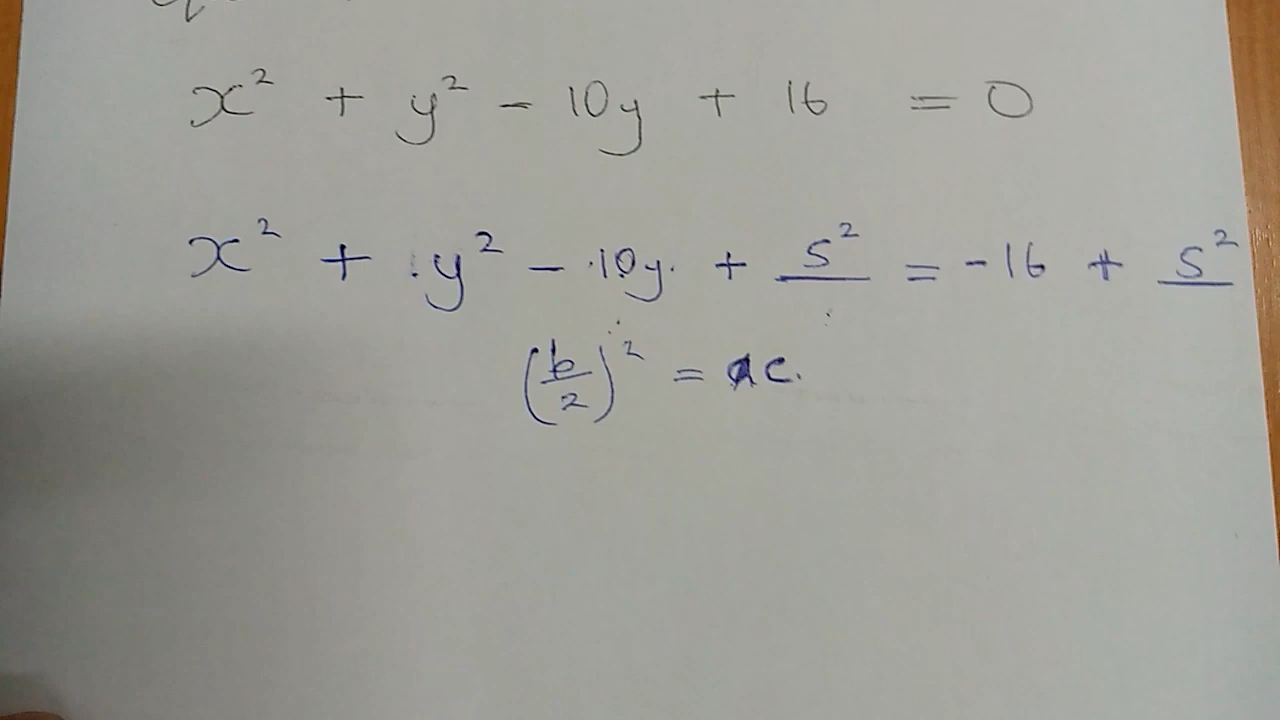 x² + y² - 10y + 16 = 0
x² + y² - 10y + 5² = -16 + 5²
(b/2)² = ac.